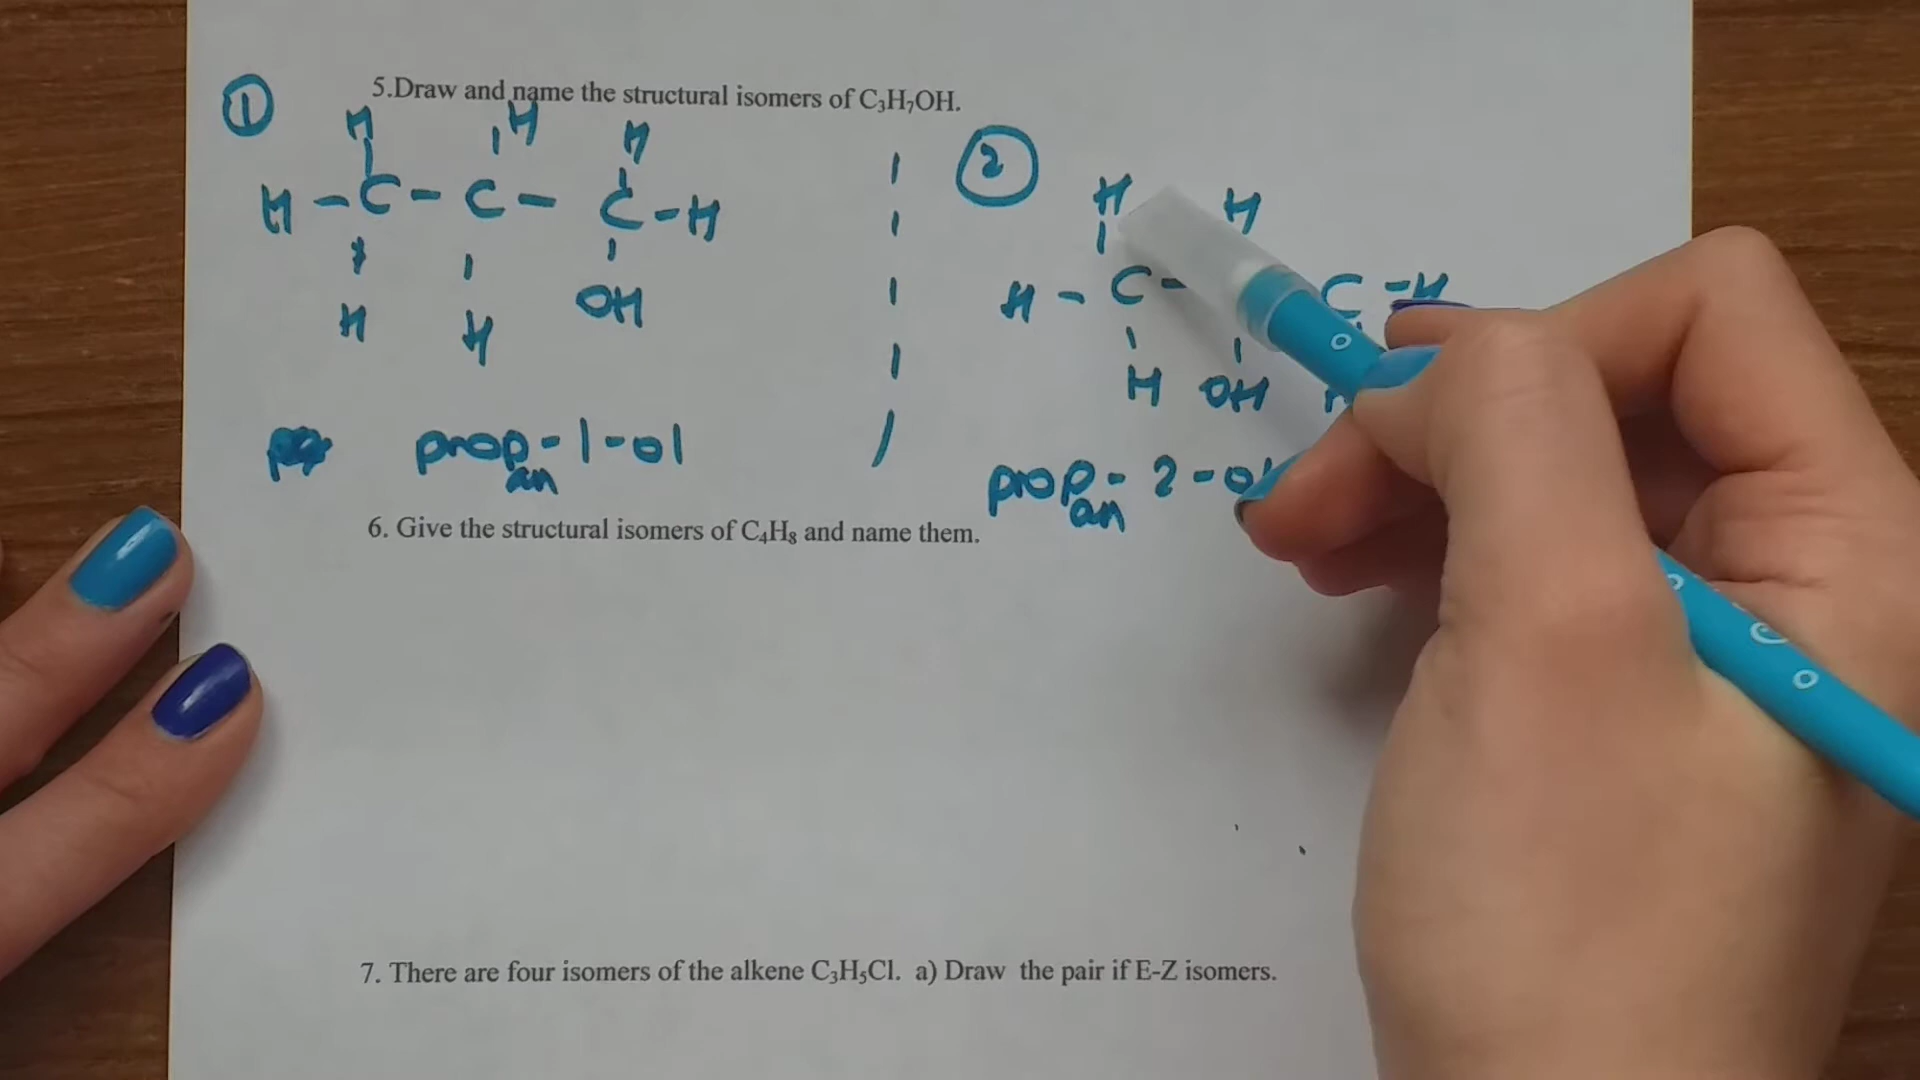 5.Draw and name the structural isomers of C₃H₇OH.
①
H H H
H - C - C - C - H
H H OH
prop-1-ol
an
②
H H
H - C - C - H
H OH H
prop-2-ol
an
6. Give the structural isomers of C₄H₈ and name them.
7. There are four isomers of the alkene C₃H₅Cl. a) Draw the pair if E-Z isomers.